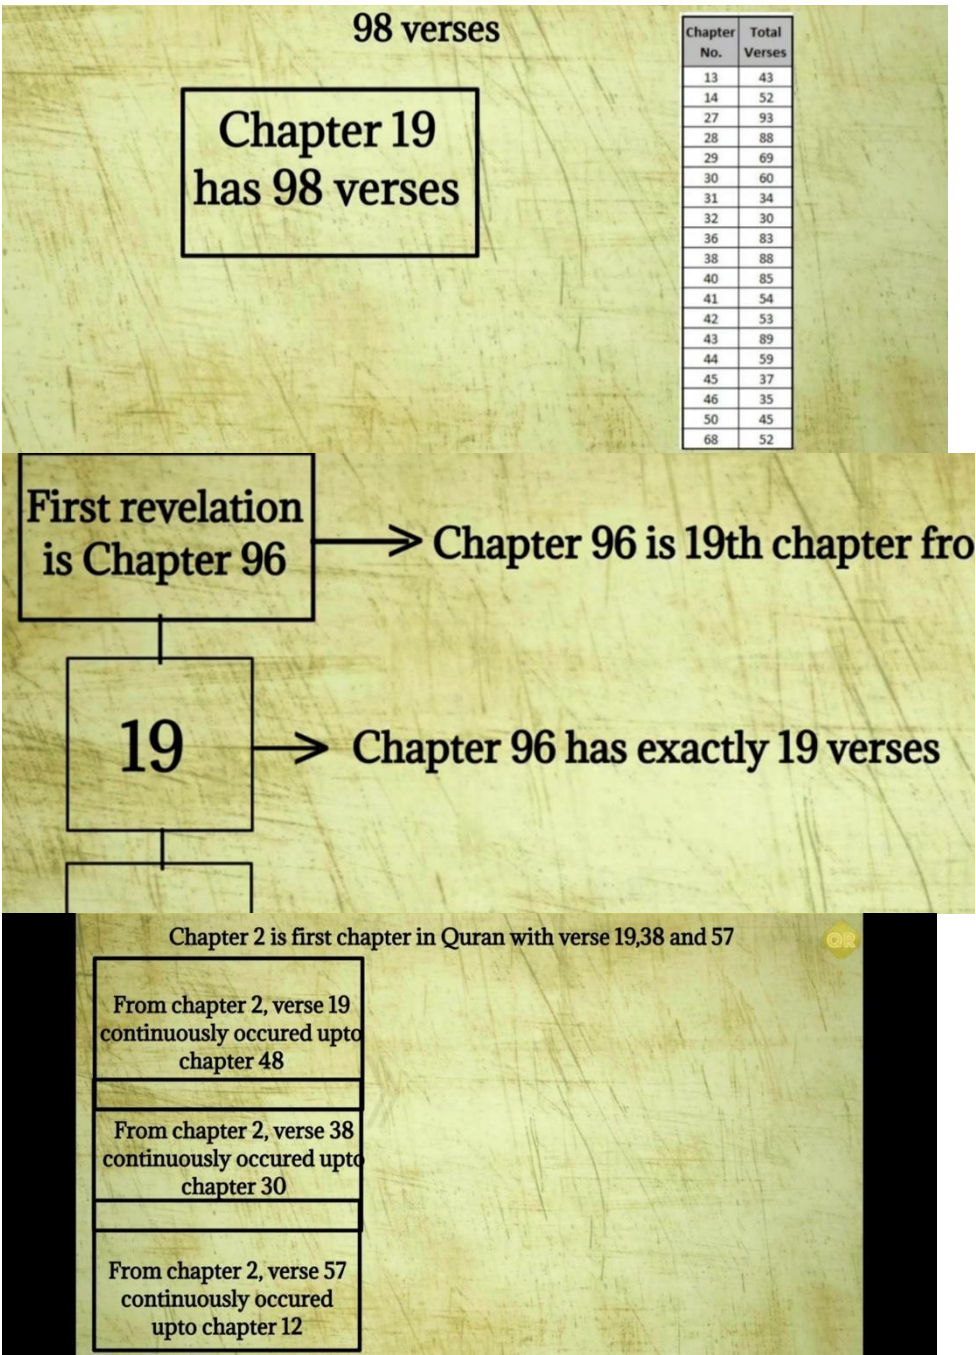 98 verses
Chapter 19
has 98 verses
Chapter Total
No. Verses
13 43
14 52
27 93
28 88
29 69
30 60
31 34
32 30
36 83
38 88
40 85
41 54
42 53
43 89
44 59
45 37
46 35
50 45
68 52
First revelation
is Chapter 96
Chapter 96 is 19th chapter fro
19
Chapter 96 has exactly 19 verses
Chapter 2 is first chapter in Quran with verse 19,38 and 57
QR
From chapter 2, verse 19
continuously occured upto
chapter 48
From chapter 2, verse 38
continuously occured upto
chapter 30
From chapter 2, verse 57
continuously occured
upto chapter 12